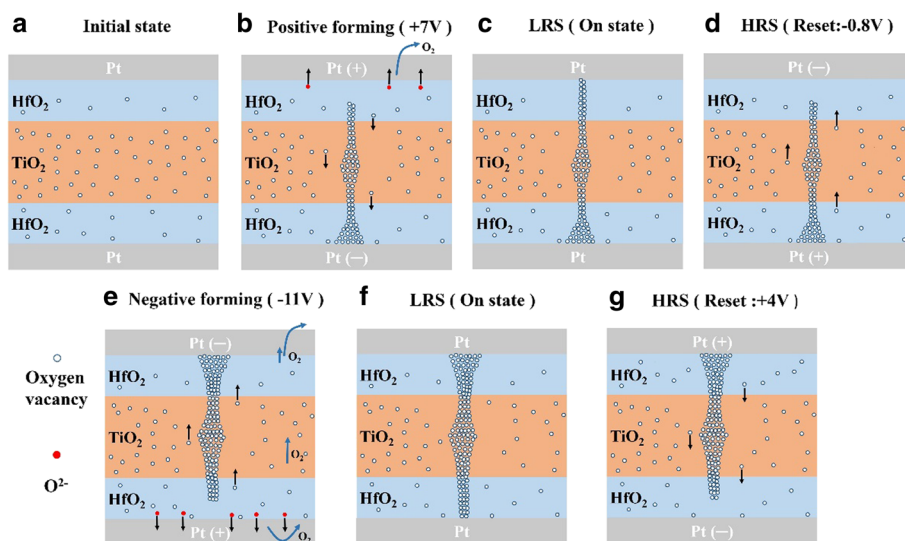 a Initial state
Pt
HfO2
TiO2
HfO2
Pt
b Positive forming ( +7V )
O2
Pt (+)
HfO2
TiO2
HfO2
Pt (—)
c LRS ( On state )
Pt
HfO2
TiO2
HfO2
Pt
d HRS ( Reset:-0.8V )
Pt (—)
HfO2
TiO2
HfO2
Pt (+)
Oxygen
vacancy
O2-
e Negative forming ( -11V )
Pt (—)
O2
HfO2
TiO2
O2
HfO2
Pt (+)
O2
f LRS ( On state )
Pt
HfO2
TiO2
HfO2
Pt
g HRS ( Reset :+4V )
Pt (+)
HfO2
TiO2
HfO2
Pt (—)